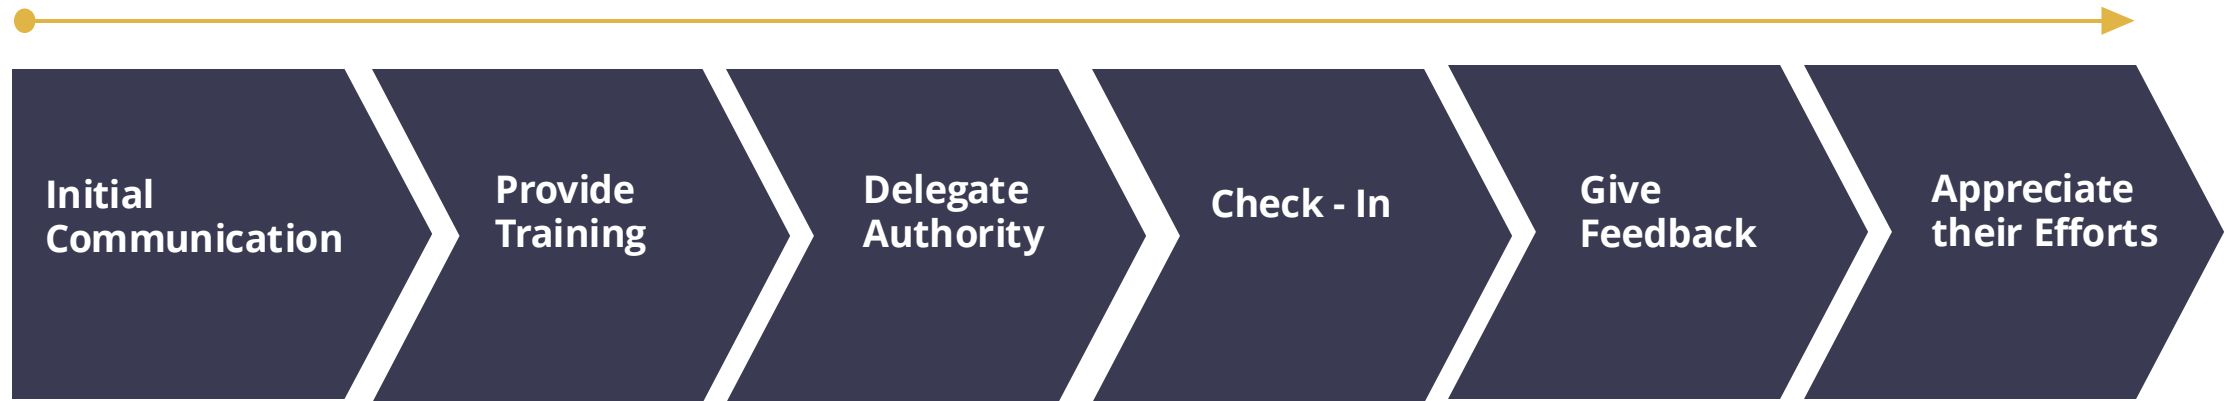 Initial
Communication
Provide
Training
Delegate
Authority
Check - In
Give
Feedback
Appreciate
their Efforts